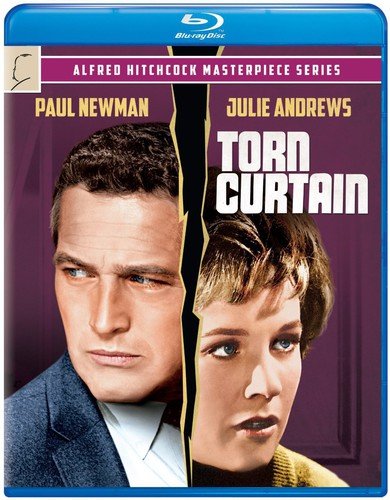 Blu-ray Disc
ALFRED HITCHCOCK MASTERPIECE SERIES
PAUL NEWMAN JULIE ANDREWS
TORN
CURTAIN